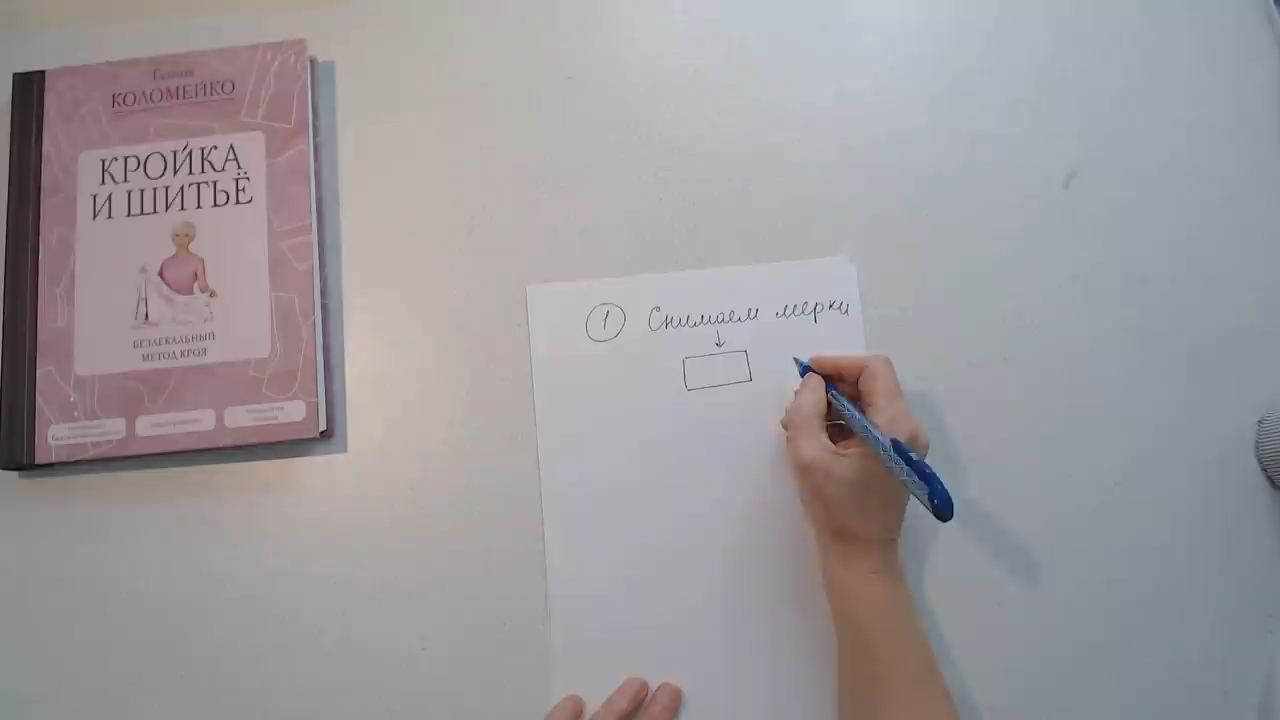 Галина
КОЛОМЕЙКО
КРОЙКА
И ШИТЬЁ
БЕЗЛЕКАЛЬНЫЙ
МЕТОД КРОЯ
1 Снимаем мерки